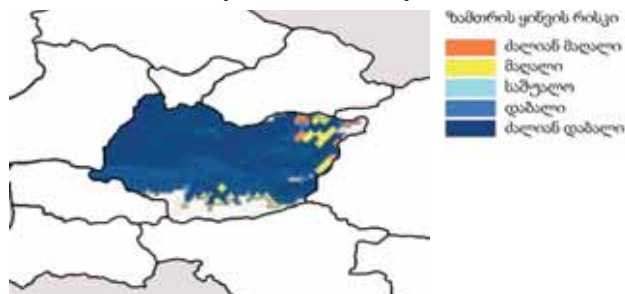 ზამთრის ყინვის რისკი
ძალიან მაღალი
მაღალი
საშუალო
დაბალი
ძალიან დაბალი